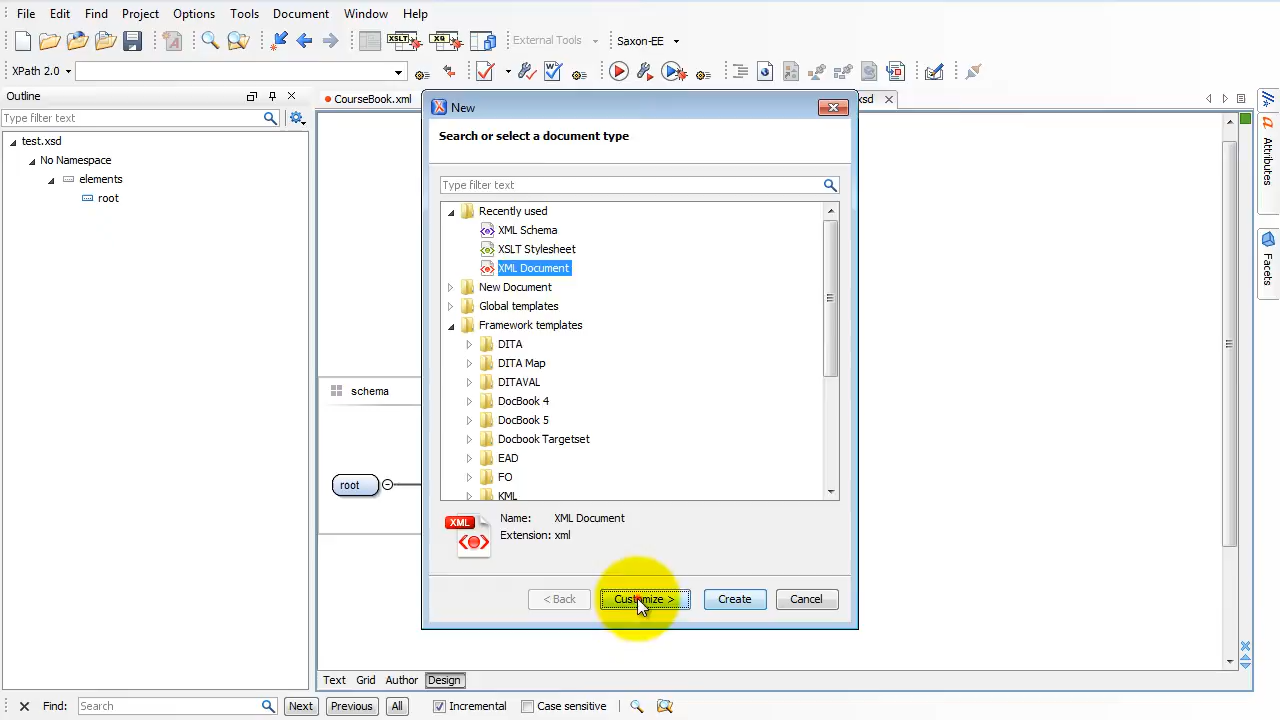 File Edit Find Project Options Tools Document Window Help
XSLT XQ External Tools Saxon-EE
XPath 2.0
Outline
CourseBook.xml
xsd
Type filter text
test.xsd
No Namespace
elements
root
New
Search or select a document type
Type filter text
Recently used
XML Schema
XSLT Stylesheet
XML Document
New Document
Global templates
Framework templates
DITA
DITA Map
DITAVAL
DocBook 4
DocBook 5
Docbook Targetset
EAD
FO
KML
XML
Name: XML Document
Extension: xml
< Back Customize > Create Cancel
schema
root
Attributes
Facets
Text Grid Author Design
Find: Search Next Previous All Incremental Case sensitive